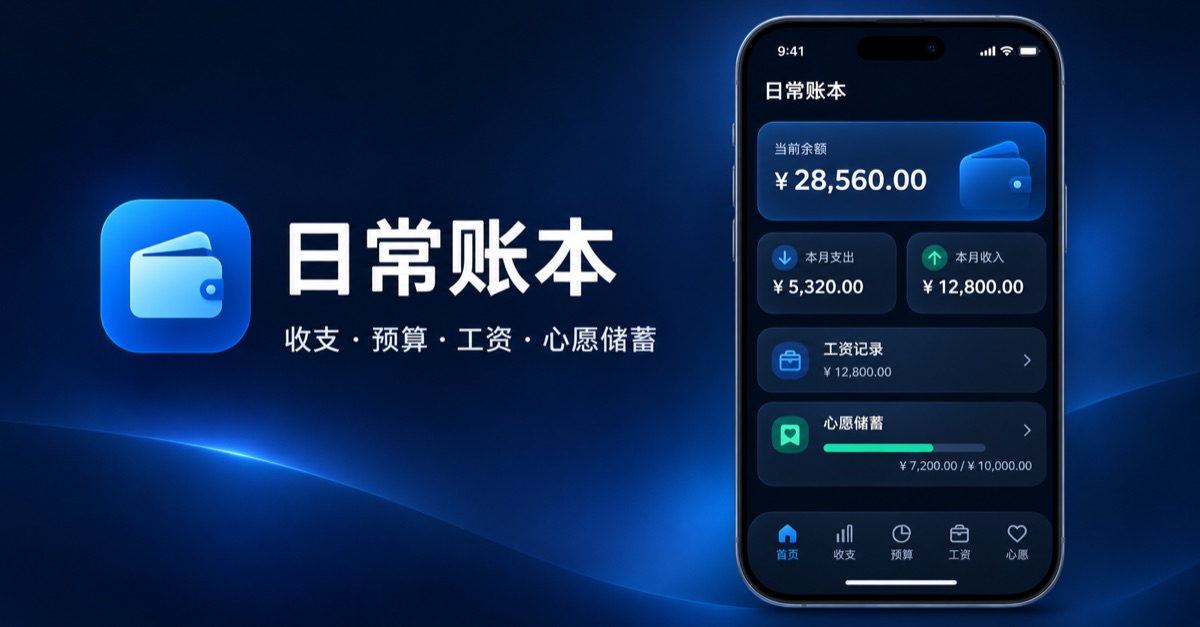 日常账本
收支·预算·工资·心愿储蓄
9:41
日常账本
当前余额
¥ 28,560.00
本月支出
¥ 5,320.00
本月收入
¥ 12,800.00
工资记录
¥ 12,800.00
心愿储蓄
¥ 7,200.00 / ¥ 10,000.00
首页 收支 预算 工资 心愿